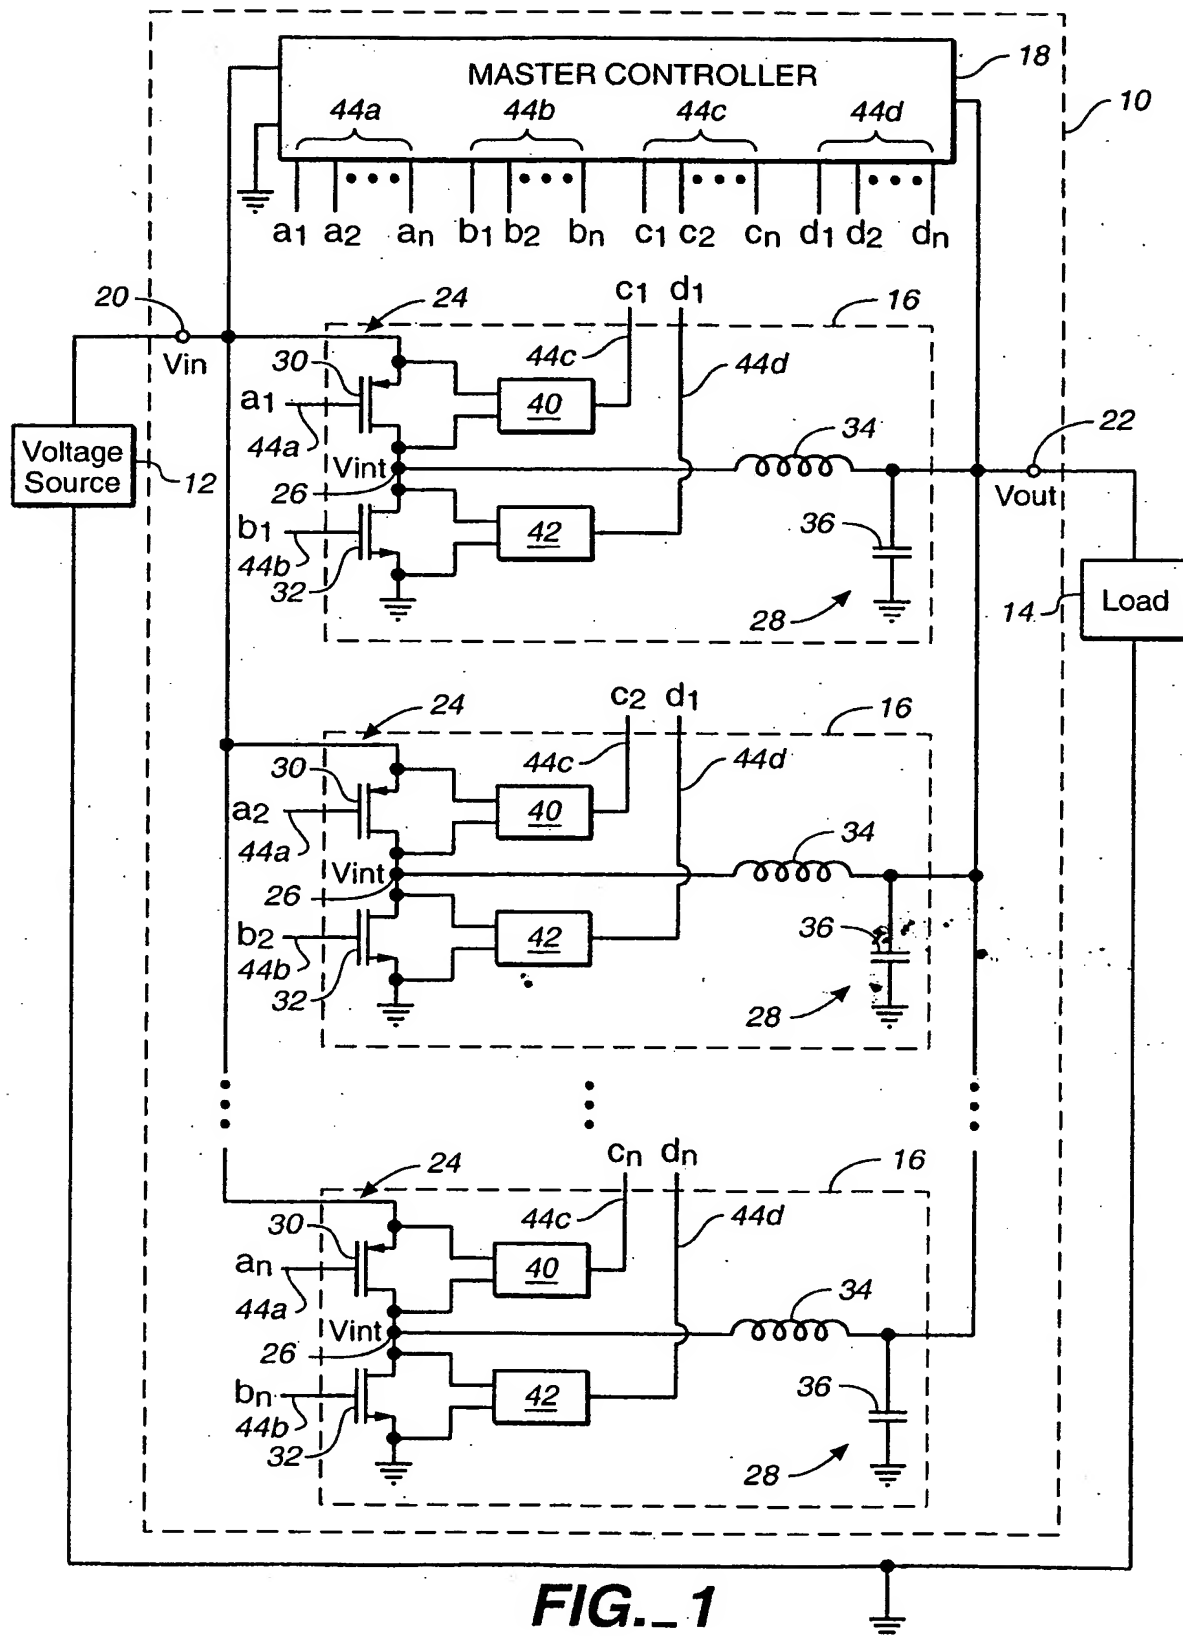 MASTER CONTROLLER
18
10
44a 44b 44c 44d
a1 a2 an b1 b2 bn c1 c2 cn d1 d2 dn
20
24
c1 d1
16
Vin
30
44c
44d
a1
40
34
22
44a
Voltage
Source
12
Vint
26
Vout
b1
42
36
44b
32
28
14
Load
24
c2 d1
16
30
44c
44d
a2
40
34
44a
Vint
26
b2
42
36
44b
32
28
24
cn dn
16
30
44c
44d
an
40
34
44a
Vint
26
bn
42
36
44b
32
28
FIG._1